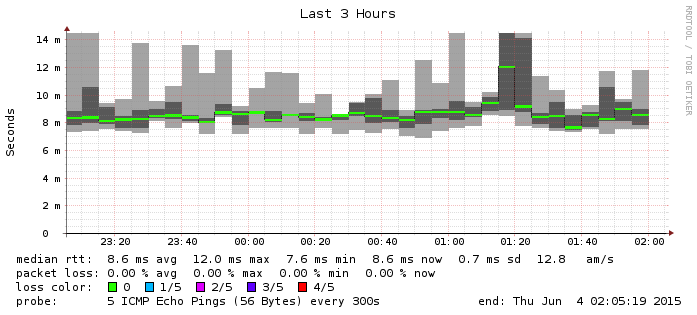 Last 3 Hours
RRDTOOL / TOBI OETIKER
Seconds
14 m
12 m
10 m
8 m
6 m
4 m
2 m
0
23:20 23:40 00:00 00:20 00:40 01:00 01:20 01:40 02:00
median rtt: 8.6 ms avg 12.0 ms max 7.6 ms min 8.6 ms now 0.7 ms sd 12.8 am/s
packet loss: 0.00 % avg 0.00 % max 0.00 % min 0.00 % now
loss color: 0 1/5 2/5 3/5 4/5
probe: 5 ICMP Echo Pings (56 Bytes) every 300s end: Thu Jun 4 02:05:19 2015